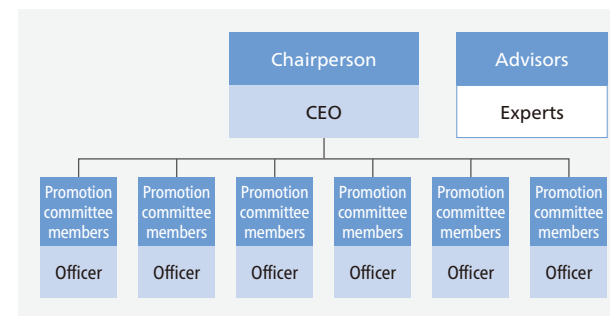 Chairperson
Advisors
CEO
Experts
Promotion
committee
members
Promotion
committee
members
Promotion
committee
members
Promotion
committee
members
Promotion
committee
members
Promotion
committee
members
Officer
Officer
Officer
Officer
Officer
Officer